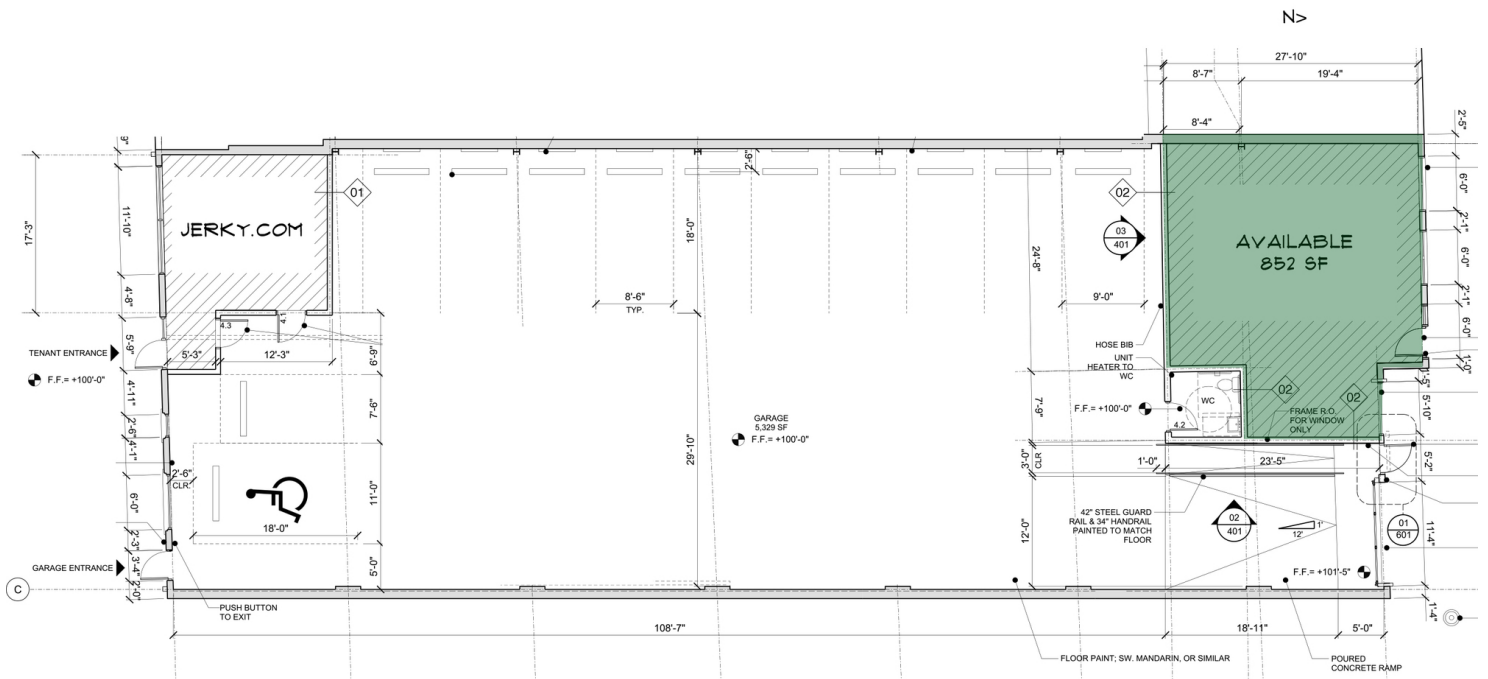 N>
27'-10"
8'-7"
19'-4"
8'-4"
2'-5"
9"
01
02
17'-3"
11'-10"
JERKY.COM
2'-6"
18'-0"
03
401
24'-8"
AVAILABLE
852 SF
6'-0"
2'-1"
6'-0"
2'-1"
6'-0"
1'-0"
4'-8"
8'-6"
TYP.
9'-0"
4.3
4.1
5'-9"
TENANT ENTRANCE
5'-3"
12'-3"
6'-9"
HOSE BIB
UNIT
HEATER TO
WC
F.F.= +100'-0"
4'-11"
7'-6"
7'-9"
WC
02
02
5'-10"
F.F.= +100'-0"
4.2
FRAME R.O.
FOR WINDOW
ONLY
2'-6"
4'-1"
GARAGE
5,329 SF
F.F.= +100'-0"
29'-10"
3'-0"
CLR
1'-0"
23'-5"
5'-2"
2'-6"
CLR.
6'-0"
11'-0"
18'-0"
42" STEEL GUARD
RAIL & 34" HANDRAIL
PAINTED TO MATCH
FLOOR
12'-0"
02
401
1'
12'
01
601
11'-4"
2'-3"
GARAGE ENTRANCE
3'-4"
5'-0"
F.F.= +101'-5"
C
2'-0"
PUSH BUTTON
TO EXIT
1'-4"
108'-7"
18'-11"
5'-0"
FLOOR PAINT; SW. MANDARIN, OR SIMILAR
POURED
CONCRETE RAMP